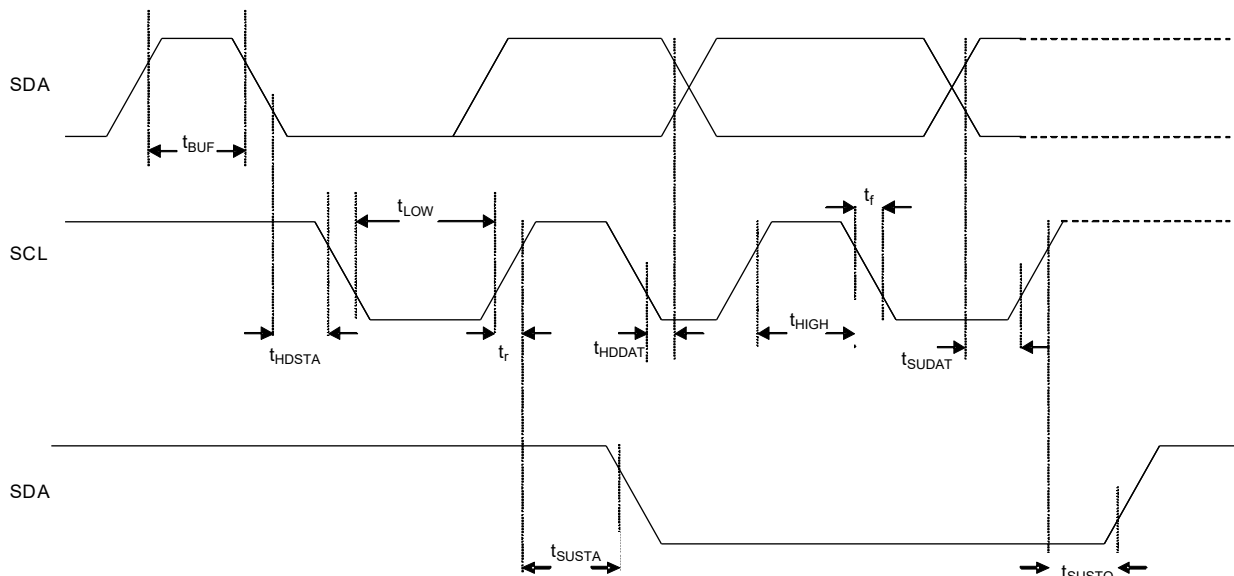 SDA
tBUF
tLOW
tf
SCL
tHDSTA
tr
tHDDAT
tHIGH
tSUDAT
SDA
tSUSTA
tSUSTO